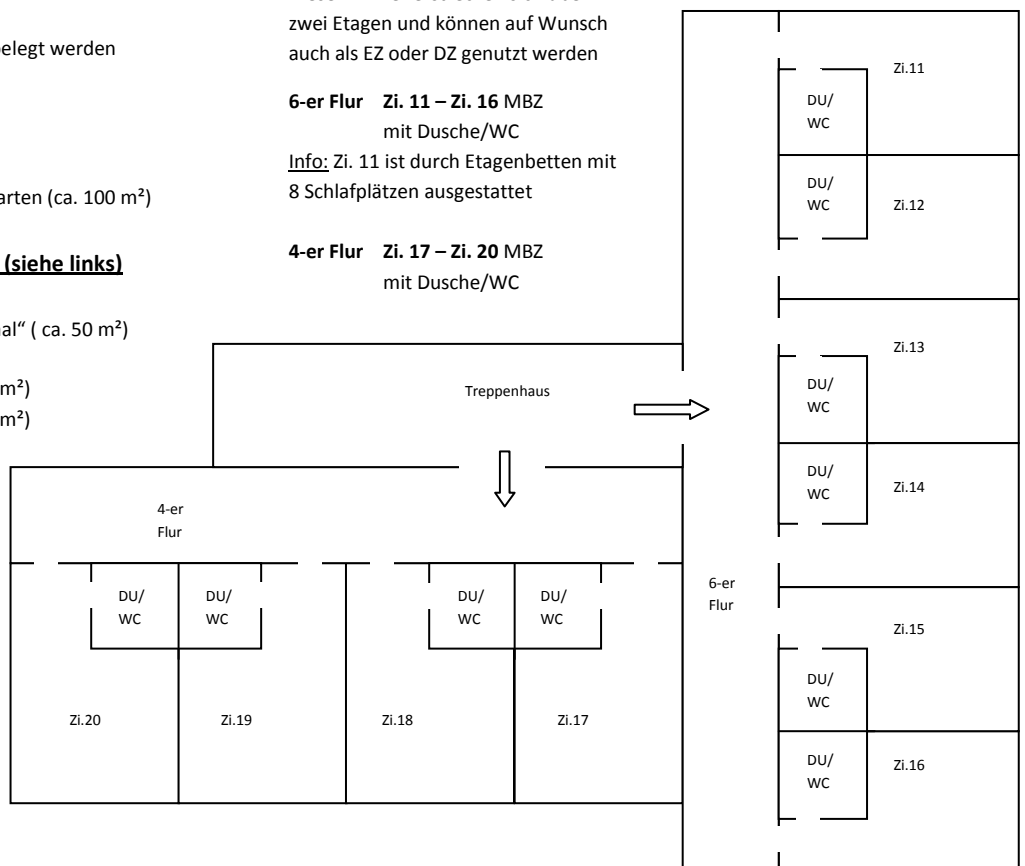 elegt werden
arten (ca. 100 m²)
(siehe links)
al“ ( ca. 50 m²)
m²)
m²)
zwei Etagen und können auf Wunsch
auch als EZ oder DZ genutzt werden
6-er Flur Zi. 11 – Zi. 16 MBZ
mit Dusche/WC
Info: Zi. 11 ist durch Etagenbetten mit
8 Schlafplätzen ausgestattet
4-er Flur Zi. 17 – Zi. 20 MBZ
mit Dusche/WC
Treppenhaus
4-er
Flur
DU/
WC
DU/
WC
DU/
WC
DU/
WC
Zi.20
Zi.19
Zi.18
Zi.17
6-er
Flur
Zi.11
DU/
WC
DU/
WC
Zi.12
Zi.13
DU/
WC
DU/
WC
Zi.14
Zi.15
DU/
WC
DU/
WC
Zi.16